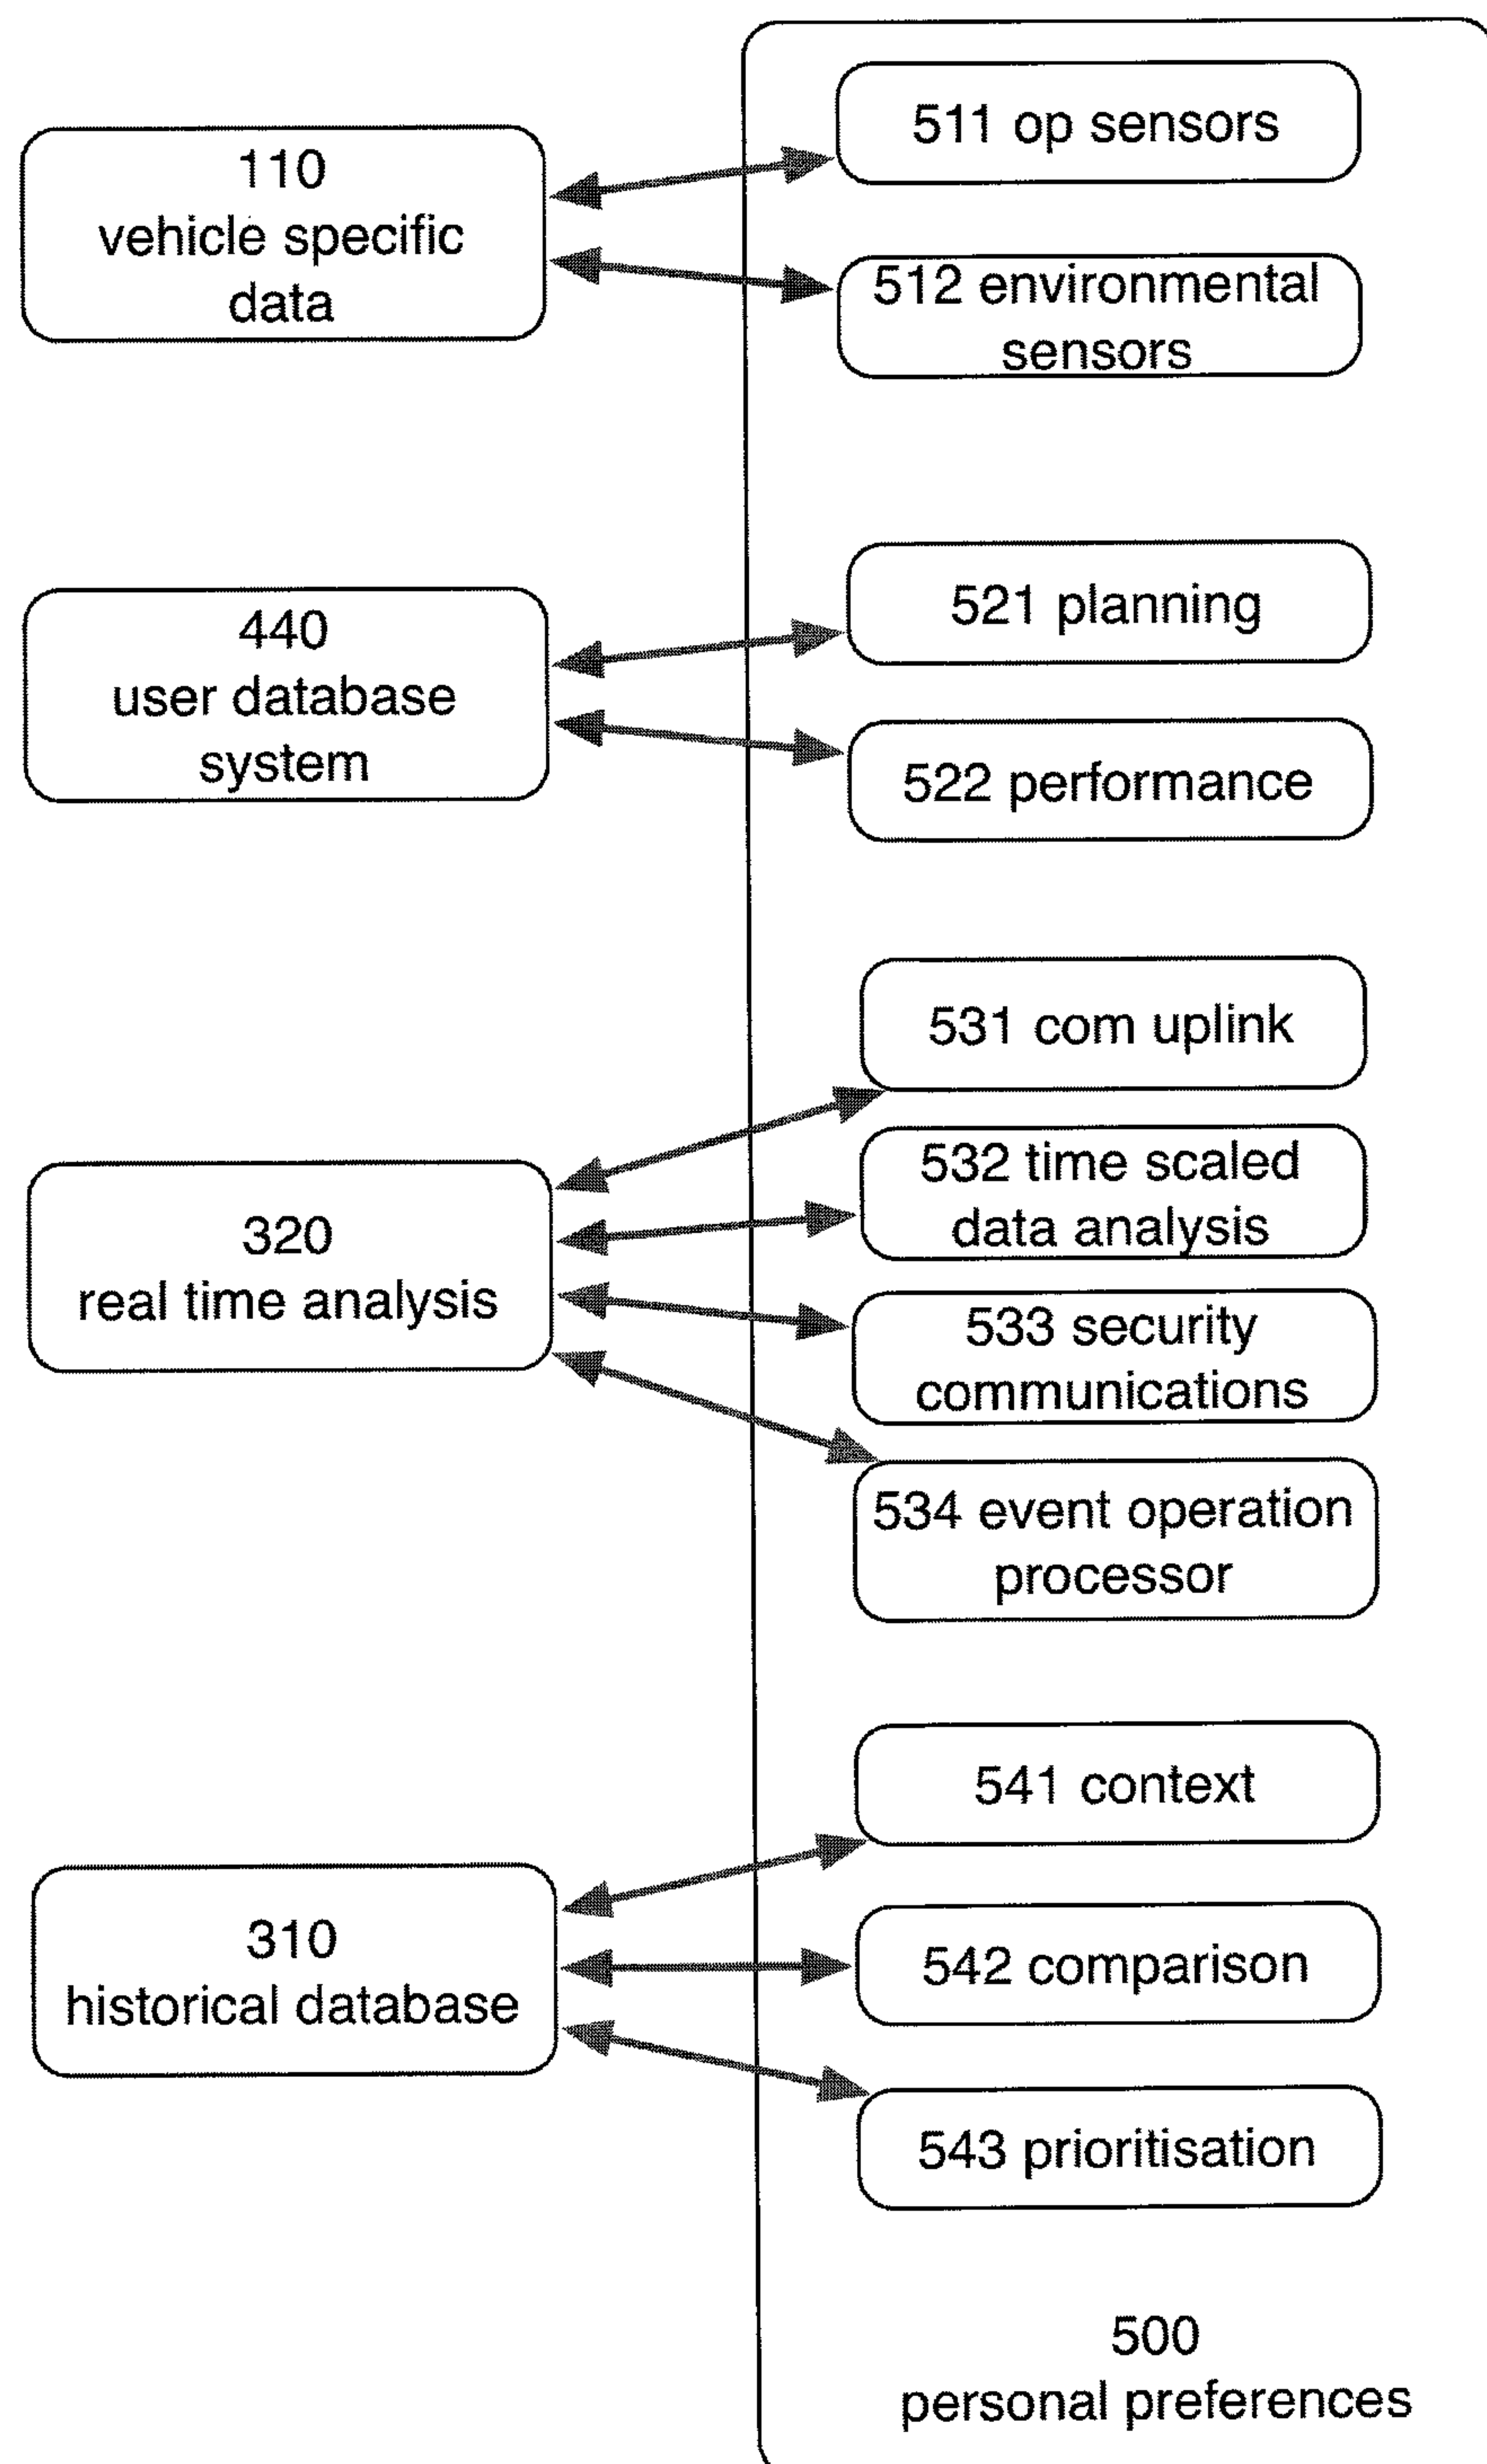 511 op sensors
110
vehicle specific
data
512 environmental
sensors
521 planning
440
user database
system
522 performance
531 com uplink
532 time scaled
data analysis
320
real time analysis
533 security
communications
534 event operation
processor
541 context
310
historical database
542 comparison
543 prioritisation
500
personal preferences